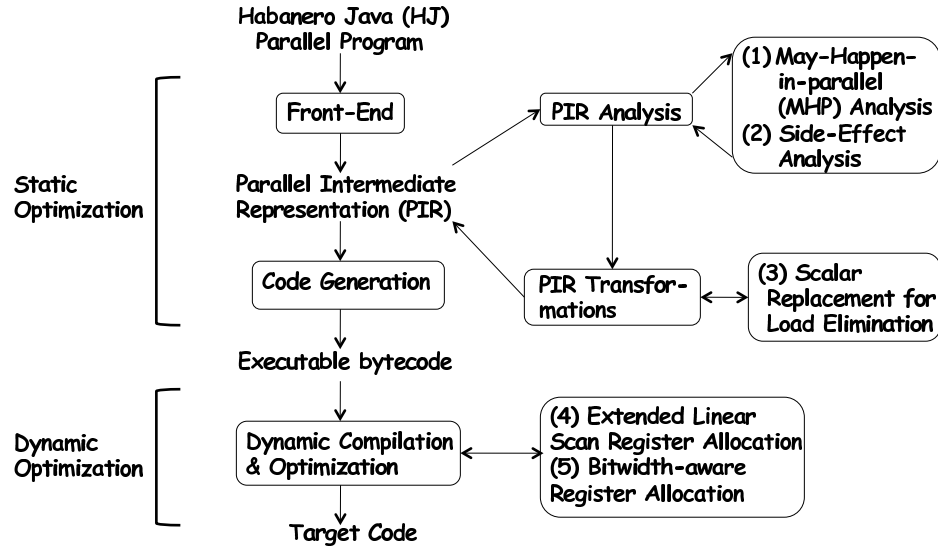 Habanero Java (HJ)
Parallel Program
Front-End
Parallel Intermediate
Representation (PIR)
Code Generation
Executable bytecode
Static
Optimization
PIR Analysis
(1) May-Happen-
in-parallel
(MHP) Analysis
(2) Side-Effect
Analysis
PIR Transfor-
mations
(3) Scalar
Replacement for
Load Elimination
Dynamic
Optimization
Dynamic Compilation
& Optimization
(4) Extended Linear
Scan Register Allocation
(5) Bitwidth-aware
Register Allocation
Target Code